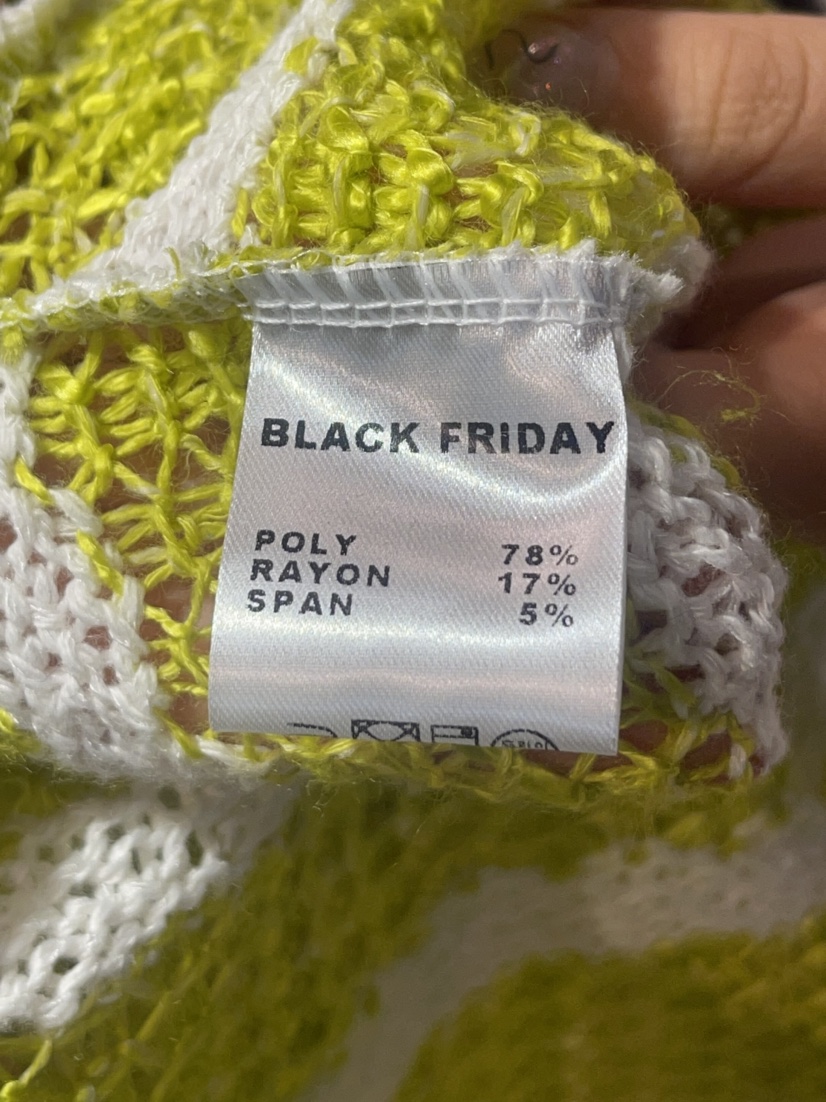 BLACK FRIDAY
POLY 78%
RAYON 17%
SPAN 5%